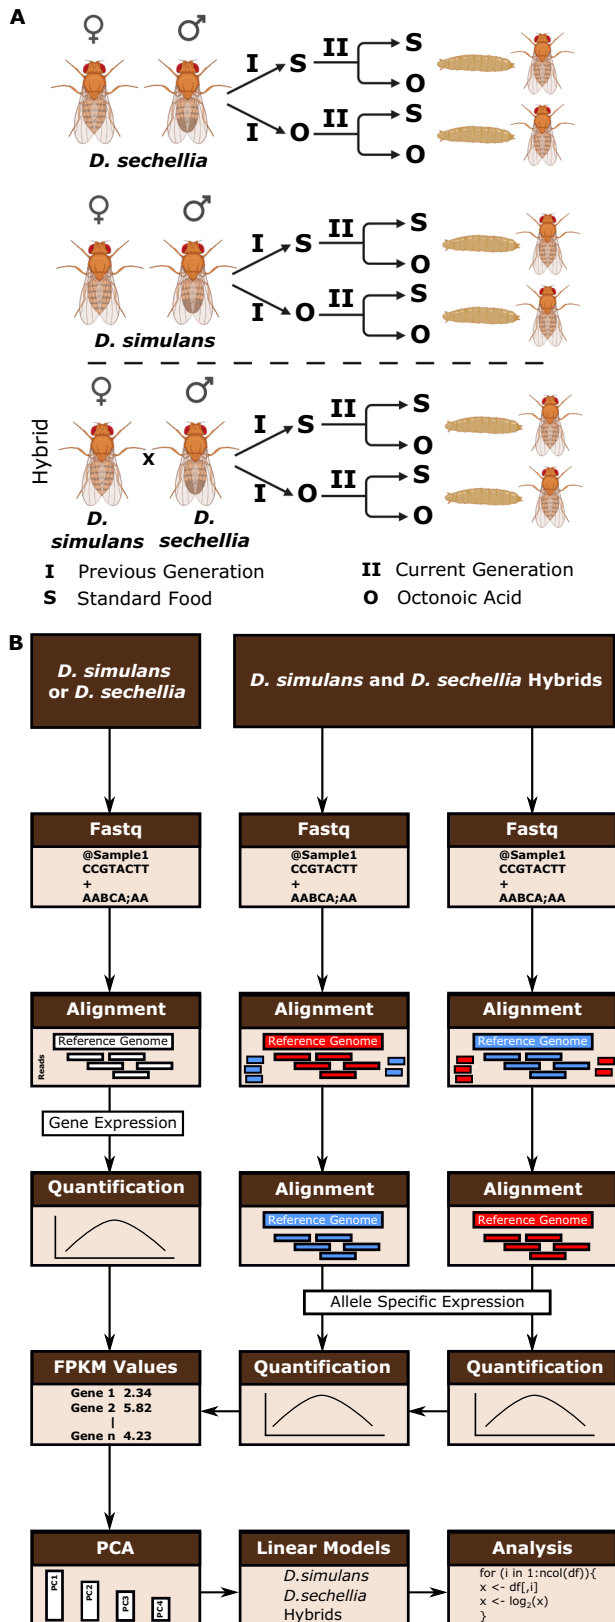 A
I S II S
O
I O II S
O
D. sechellia
I S II S
O
I O II S
O
D. simulans
Hybrid
x
I S II S
O
I O II S
O
D. simulans
D. sechellia
I Previous Generation
II Current Generation
S Standard Food
O Octonoic Acid
B
D. simulans
or D. sechellia
D. simulans and D. sechellia Hybrids
Fastq
@Sample1
CCGTACTT
+
AABCA;AA
Fastq
@Sample1
CCGTACTT
+
AABCA;AA
Fastq
@Sample1
CCGTACTT
+
AABCA;AA
Alignment
Reference Genome
Reads
Alignment
Reference Genome
Alignment
Reference Genome
Gene Expression
Quantification
Alignment
Reference Genome
Alignment
Reference Genome
Allele Specific Expression
FPKM Values
Gene 1 2.34
Gene 2 5.82
|
Gene n 4.23
Quantification
Quantification
PCA
PC1
PC2
PC3
PC4
Linear Models
D.simulans
D.sechellia
Hybrids
Analysis
for (i in 1:ncol(df)){
x <- df[,i]
x <- log2(x)
}